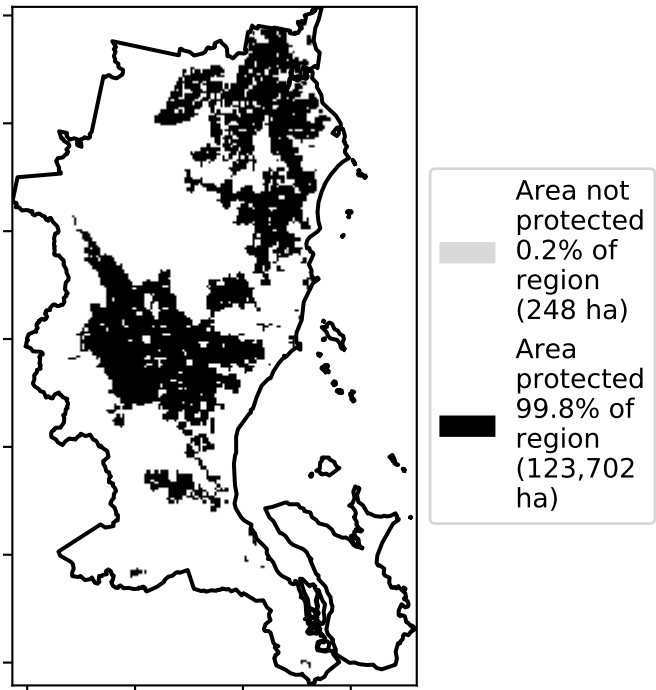 Area not
protected
0.2% of
region
(248 ha)
Area
protected
99.8% of
region
(123,702
ha)